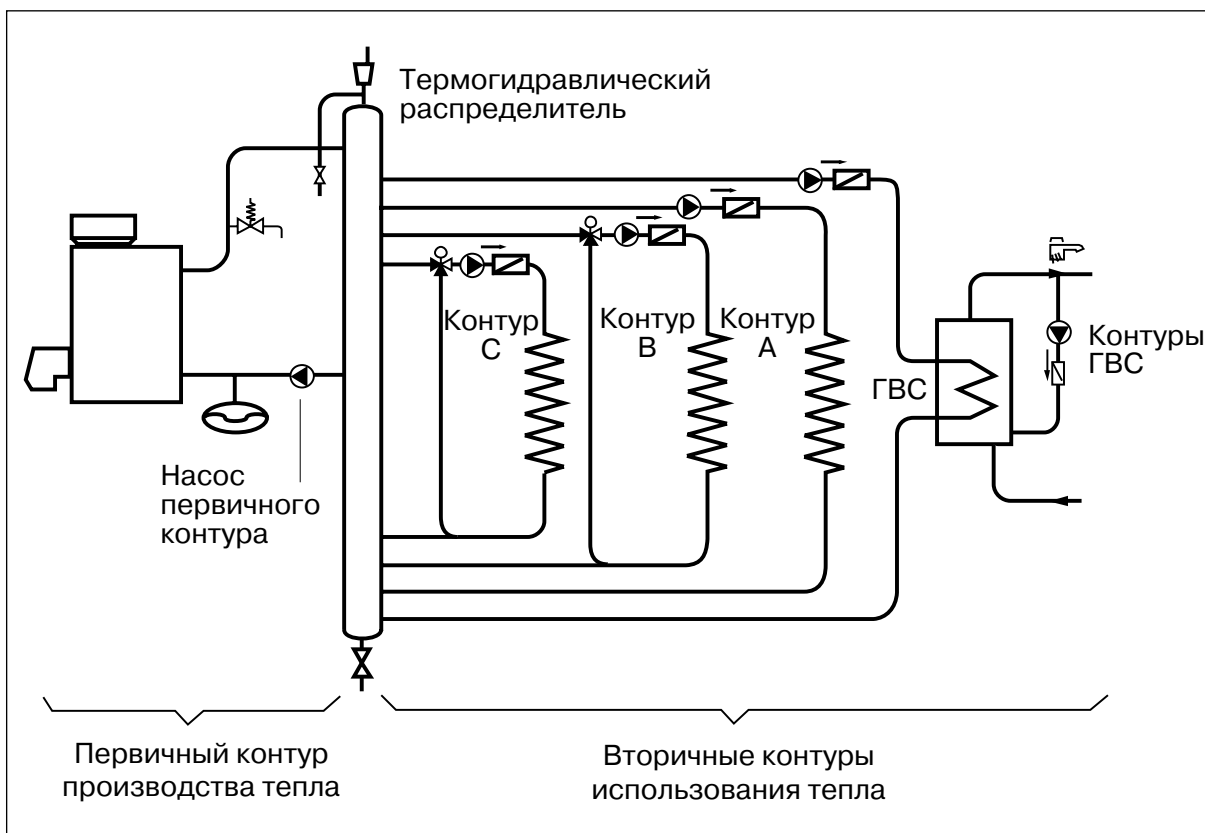 Термогидравлический
распределитель
Контур
С
Контур
В
Контур
А
ГВС
Контуры
ГВС
Насос
первичного
контура
Первичный контур
производства тепла
Вторичные контуры
использования тепла